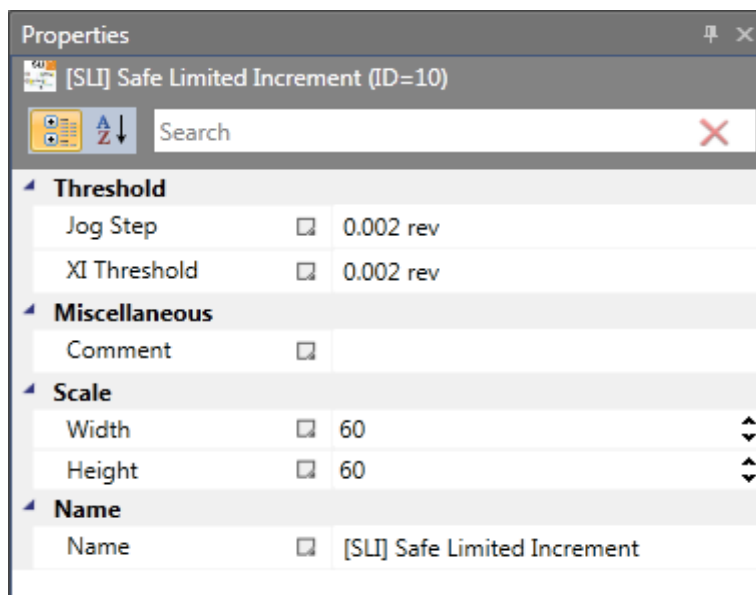 Properties
[SLI] Safe Limited Increment (ID=10)
A
Z
Search
Threshold
Jog Step 0.002 rev
XI Threshold 0.002 rev
Miscellaneous
Comment
Scale
Width 60
Height 60
Name
Name [SLI] Safe Limited Increment